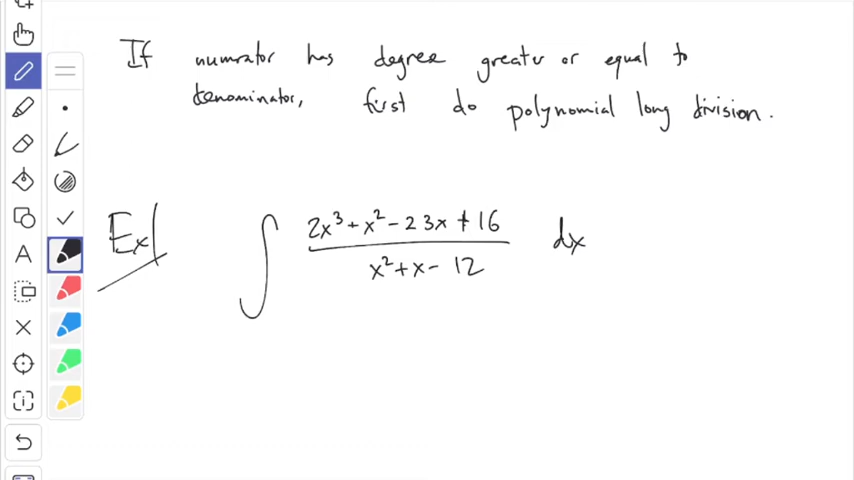 If numrator has degree greater or equal to
denominator, first do polynomial long division.
Ex
∫ (2x³ + x² - 23x + 16)/(x² + x - 12) dx